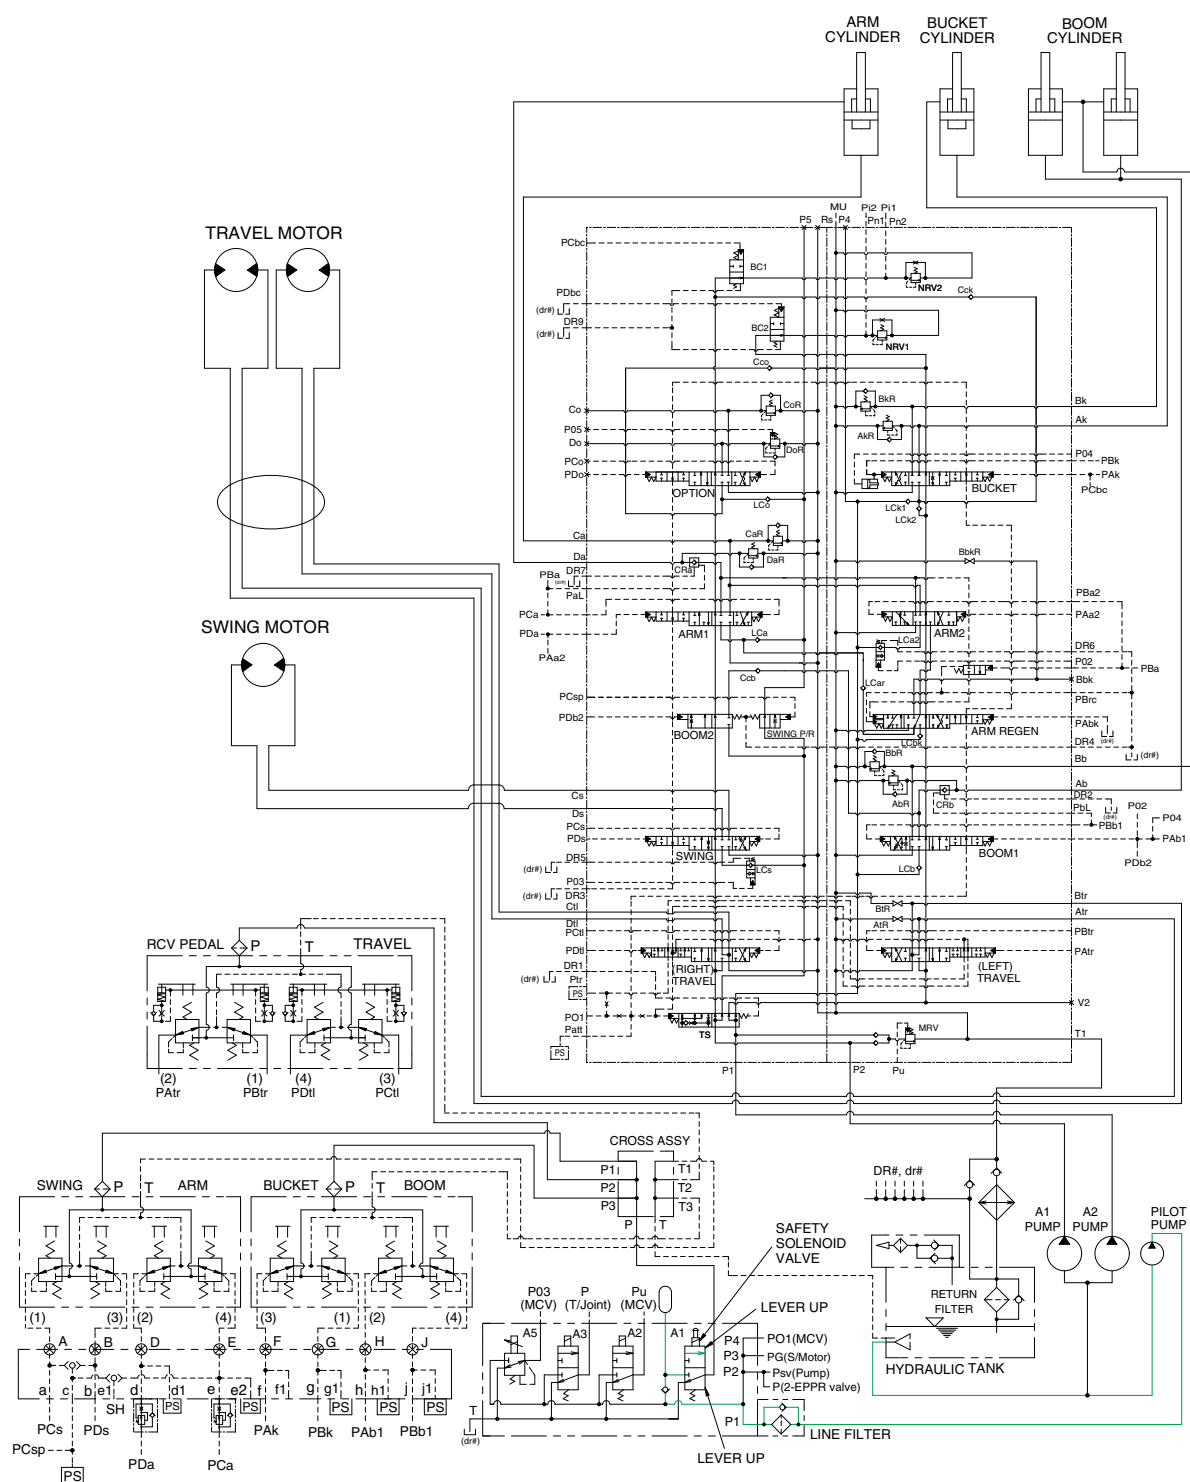 ARM
CYLINDER
BUCKET
CYLINDER
BOOM
CYLINDER
TRAVEL MOTOR
SWING MOTOR
MU
Pi2 Pi1
P5 Rs P4
Pn1 Pn2
PCbc
BC1
NRV2
Cck
PDbc
(dr#)
DR9
(dr#)
BC2
NRV1
Cco
Co
CoR
BkR
Bk
P05
Do
DoR
AkR
Ak
PCo
PDo
OPTION
BUCKET
P04
PBk
PAk
PCbc
LCo
LCk1
LCk2
Ca
CaR
Da
DaR
CRa
BbkR
DR7
PBa
(dr#)
PaL
PBa2
PCa
PDa
ARM1
ARM2
PAa2
PAa2
LCa
LCa2
DR6
P02
PBa
Ccb
LCar
Bbk
PCsp
PBrc
PDb2
BOOM2
SWING P/R
ARM REGEN
PAbk
(dr#)
LCbk
DR4
(dr#)
BbR
Bb
AbR
CRb
Ab
DR2
Cs
Ds
PbL
(dr#)
P02
PCs
PBb1
P04
PDs
SWING
BOOM1
PAb1
PDb2
DR5
(dr#)
LCs
LCb
P03
DR3
(dr#)
Ctl
Btr
BtR
Dtl
Atr
AtR
PCtl
PBtr
PDtl
PAtr
(RIGHT)
TRAVEL
(LEFT)
TRAVEL
DR1
(dr#)
Ptr
PS
V2
PO1
TS
MRV
T1
Patt
PS
P1
P2
Pu
RCV PEDAL
P
T
TRAVEL
(2)
PAtr
(1)
PBtr
(4)
PDtl
(3)
PCtl
CROSS ASSY
P1
T1
P2
T2
P3
T3
P
T
SWING
P
T
ARM
BUCKET
P
T
BOOM
(1)
(3)
(2)
(4)
(3)
(1)
(2)
(4)
A
B
D
E
F
G
H
J
a
c
b
e1
d
d1
e
e2
f
f1
g
g1
h
h1
j
j1
SH
PS
PS
PS
PS
PS
PCs
PDs
PAk
PBk
PAb1
PBb1
PCsp
PDa
PCa
PS
DR#, dr#
A1
PUMP
A2
PUMP
PILOT
PUMP
RETURN
FILTER
HYDRAULIC TANK
SAFETY
SOLENOID
VALVE
LEVER UP
P03
(MCV)
P
(T/Joint)
Pu
(MCV)
A5
A3
A2
A1
P4
PO1(MCV)
P3
PG(S/Motor)
P2
Psv(Pump)
P(2-EPPR valve)
T
(dr#)
P1
LINE FILTER
LEVER UP